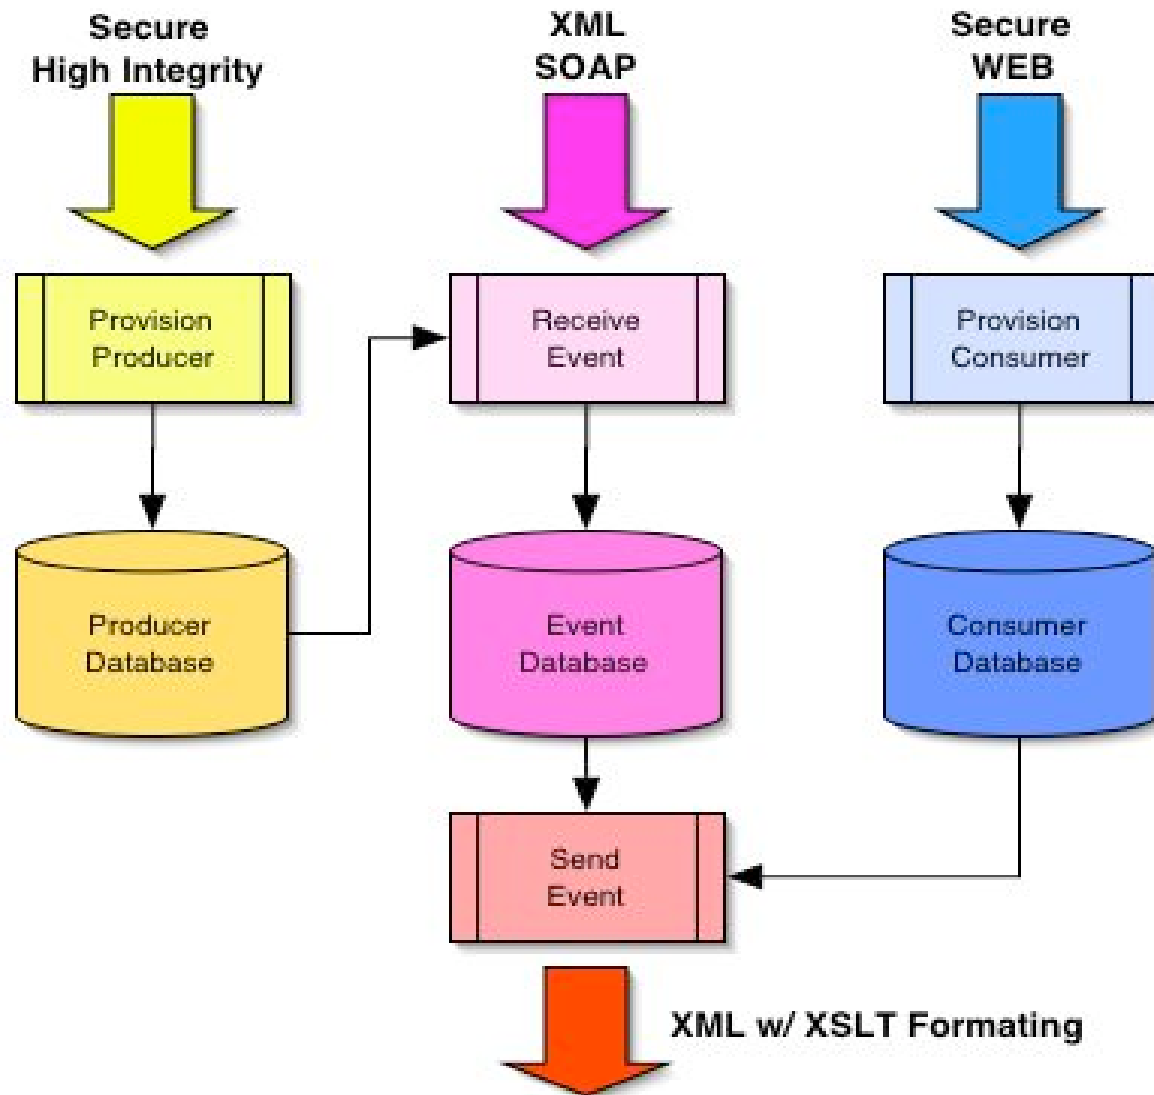 Secure
High Integrity
XML
SOAP
Secure
WEB
Provision
Producer
Receive
Event
Provision
Consumer
Producer
Database
Event
Database
Consumer
Database
Send
Event
XML w/ XSLT Formating